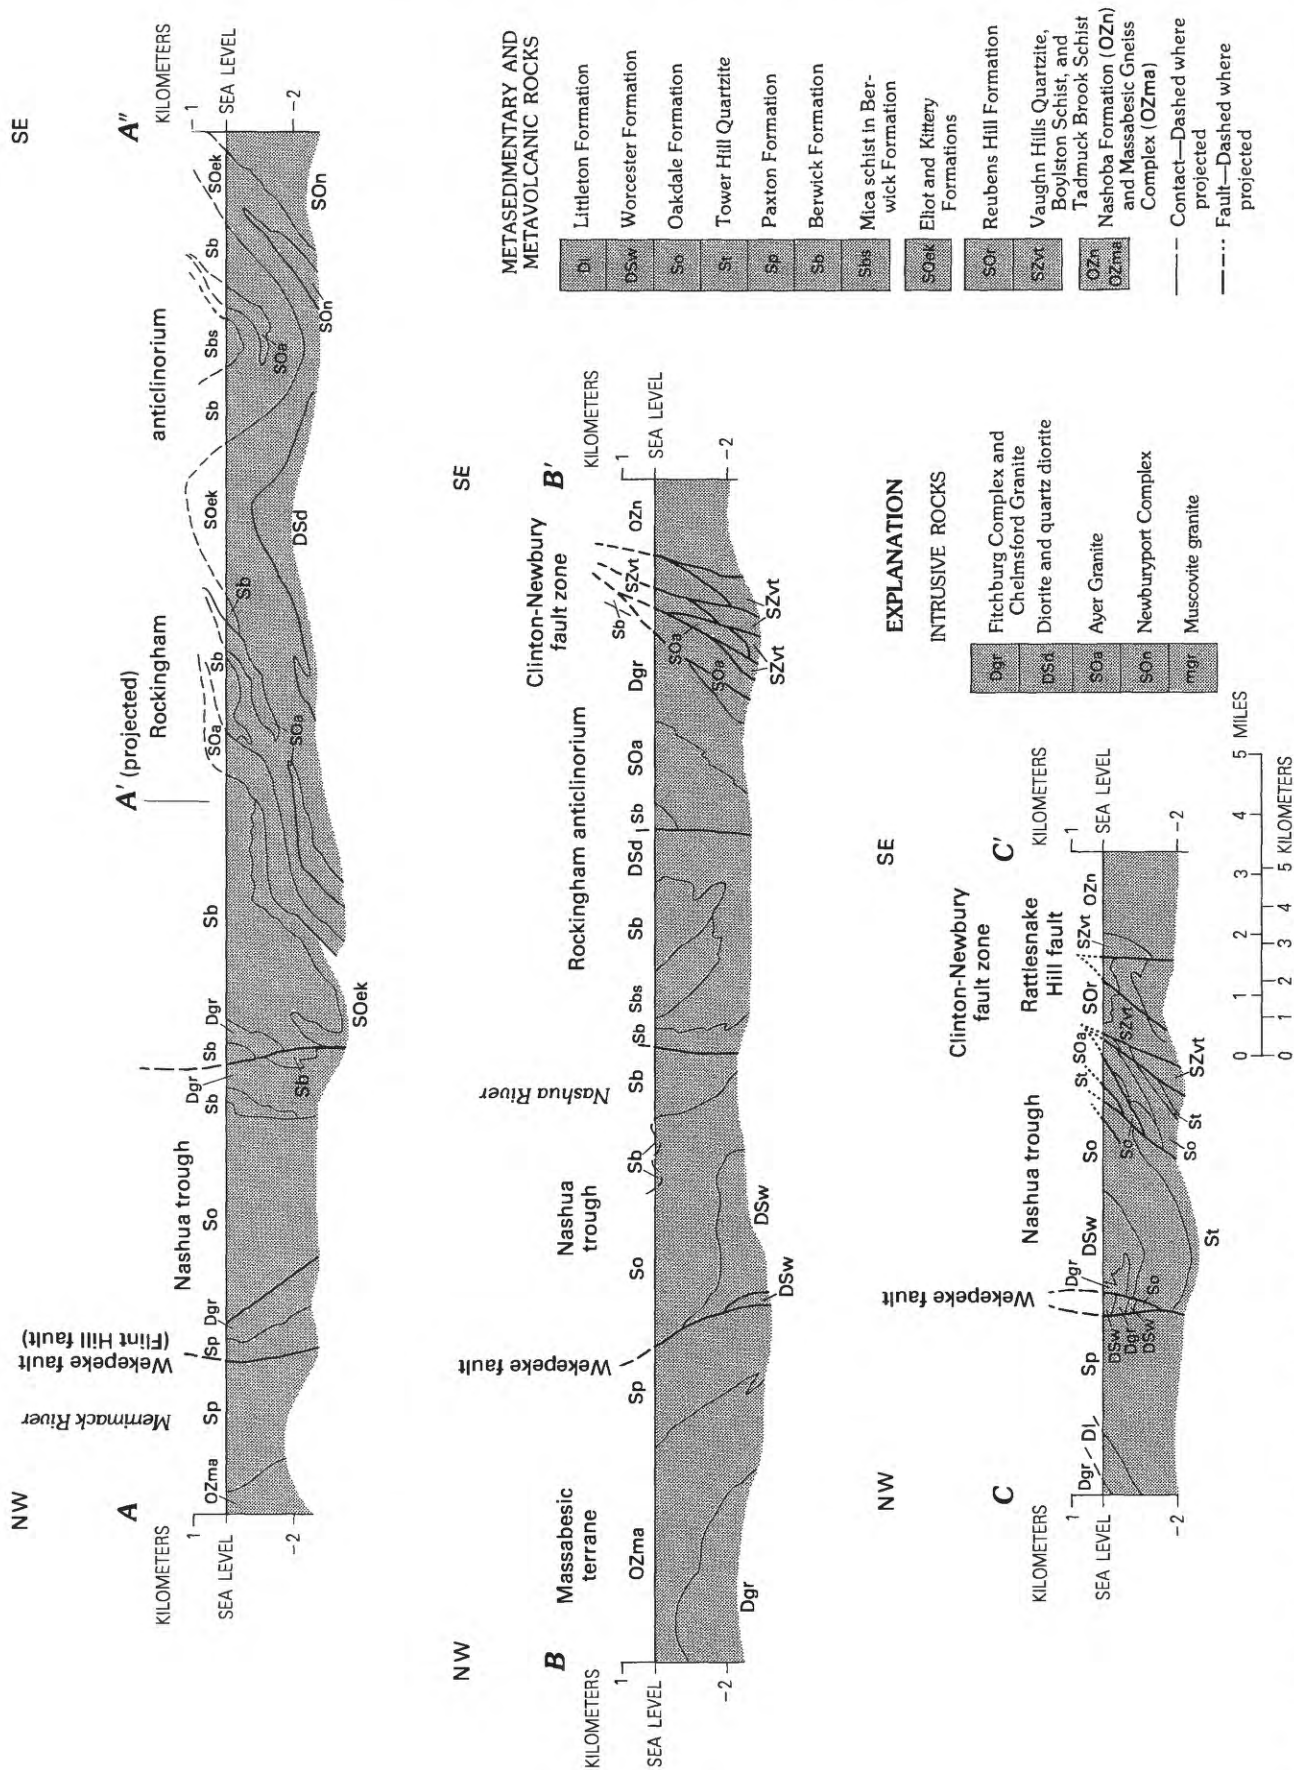 NW
SE
A
A' (projected)
A"
KILOMETERS
1
SEA LEVEL
-2
Merrimack River
Wekepeke fault
(Flint Hill fault)
Nashua trough
Rockingham
anticlinorium
KILOMETERS
1
SEA LEVEL
-2
OZma
Sp
Sp
Dgr
So
Sb
Dgr
Sb
Dgr
Sb
Sb
SOek
SOa
Sb
Sb
SOa
SOek
DSd
Sb
Sbs
SOa
Sb
SOn
SOek
SOn
NW
SE
B
B'
KILOMETERS
1
SEA LEVEL
-2
Massabesic
terrane
Wekepeke fault
Nashua
trough
Nashua River
Rockingham anticlinorium
Clinton-Newbury
fault zone
KILOMETERS
1
SEA LEVEL
-2
OZma
Dgr
Sp
DSw
So
DSw
Sb
Sb
Sb
Sbs
Sb
DSd
Sb
SOa
Dgr
Sb
SOa
SOa
SZvt
SZvt
SZvt
OZn
NW
SE
C
C'
KILOMETERS
1
SEA LEVEL
-2
Wekepeke fault
Nashua trough
Clinton-Newbury
fault zone
Rattlesnake
Hill fault
KILOMETERS
1
SEA LEVEL
-2
Dgr
Dl
Sp
DSw
Dgr
DSw
Dgr
So
DSw
St
So
So
So
St
St
SOa
SZvt
SZvt
SOr
SZvt
OZn
0 1 2 3 4 5 MILES
0 1 2 3 4 5 KILOMETERS
EXPLANATION
INTRUSIVE ROCKS
Dgr Fitchburg Complex and
Chelmsford Granite
DSd Diorite and quartz diorite
SOa Ayer Granite
SOn Newburyport Complex
mgr Muscovite granite
METASEDIMENTARY AND
METAVOLCANIC ROCKS
Dl Littleton Formation
DSw Worcester Formation
So Oakdale Formation
St Tower Hill Quartzite
Sp Paxton Formation
Sb Berwick Formation
Sbs Mica schist in Ber-
wick Formation
SOek Eliot and Kittery
Formations
SOr Reubens Hill Formation
SZvt Vaughn Hills Quartzite,
Boylston Schist, and
Tadmuck Brook Schist
OZn Nashoba Formation (OZn)
OZma and Massabesic Gneiss
Complex (OZma)
Contact—Dashed where
projected
Fault—Dashed where
projected